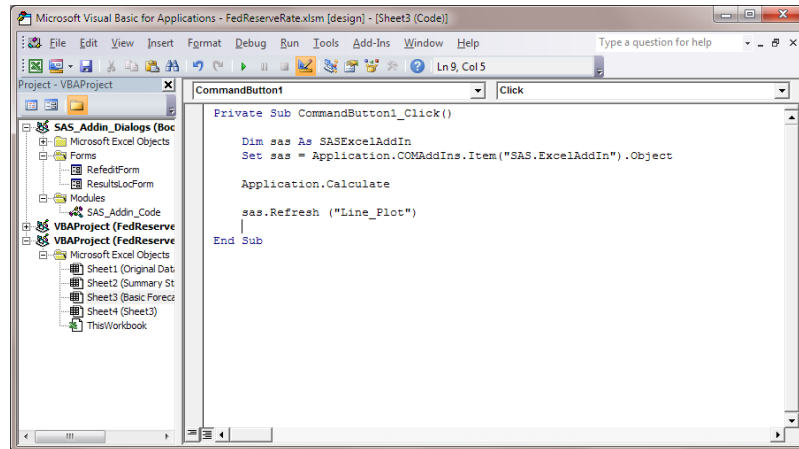 Microsoft Visual Basic for Applications - FedReserveRate.xlsm [design] - [Sheet3 (Code)]
File Edit View Insert Format Debug Run Tools Add-Ins Window Help Type a question for help
Ln 9, Col 5
Project - VBAProject
CommandButton1 Click
SAS_Addin_Dialogs (Boo
Microsoft Excel Objects
Forms
RefeditForm
ResultsLocForm
Modules
SAS_Addin_Code
VBAProject (FedReserve
VBAProject (FedReserve
Microsoft Excel Objects
Sheet1 (Original Data
Sheet2 (Summary St
Sheet3 (Basic Foreca
Sheet4 (Sheet3)
ThisWorkbook
Private Sub CommandButton1_Click()
Dim sas As SASExcelAddIn
Set sas = Application.COMAddIns.Item("SAS.ExcelAddIn").Object
Application.Calculate
sas.Refresh ("Line_Plot")
End Sub